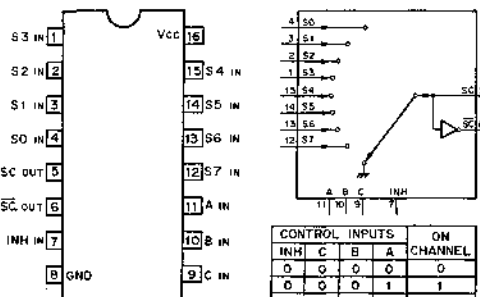 S3 IN 1
S2 IN 2
S1 IN 3
S0 IN 4
SC OUT 5
S̅C̅ OUT 6
INH IN 7
8 GND
Vcc 16
15 S4 IN
14 S5 IN
13 S6 IN
12 S7 IN
11 A IN
10 B IN
9 C IN
4 S0
3 S1
2 S2
1 S3
15 S4
14 S5
13 S6
12 S7
SC
S̅C̅
A B C INH
11 10 9 7
CONTROL INPUTS ON CHANNEL
INH C B A
0 0 0 0 0
0 0 0 1 1